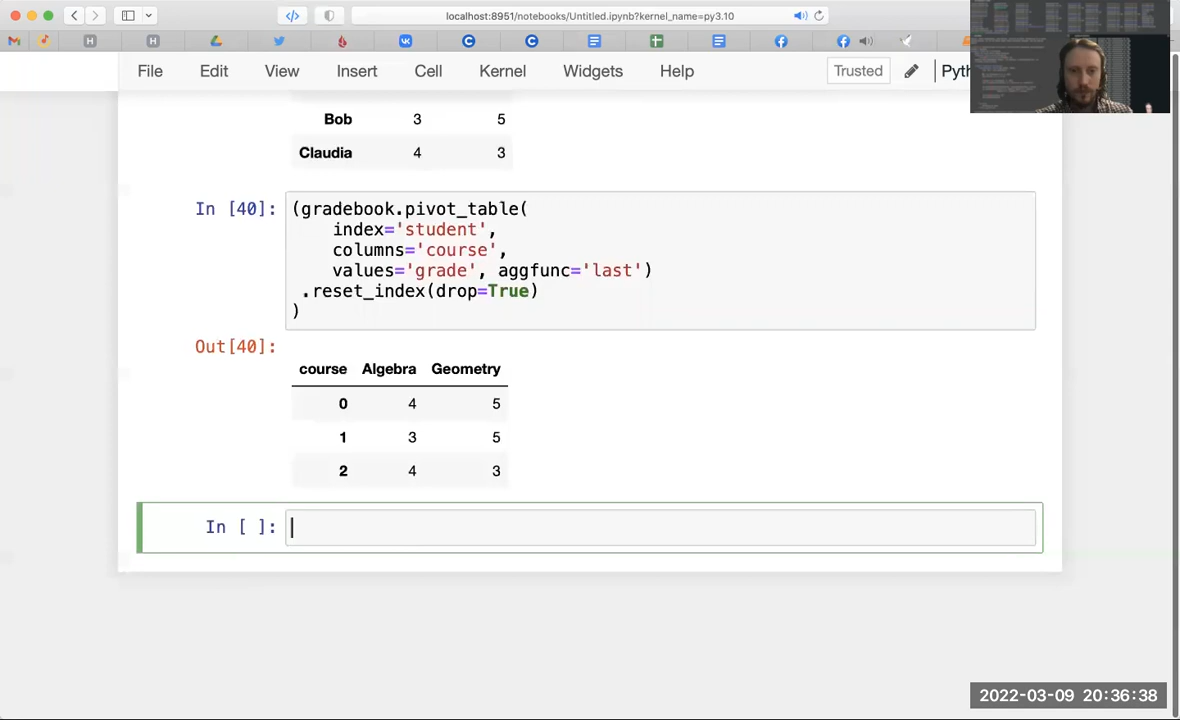 localhost:8951/notebooks/Untitled.ipynb?kernel_name=py3.10
File Edit View Insert Cell Kernel Widgets Help Trusted Pyth
Bob 3 5
Claudia 4 3
In [40]: (gradebook.pivot_table(
index='student',
columns='course',
values='grade', aggfunc='last')
.reset_index(drop=True)
)
Out[40]:
course Algebra Geometry
0 4 5
1 3 5
2 4 3
In [ ]:
2022-03-09 20:36:38